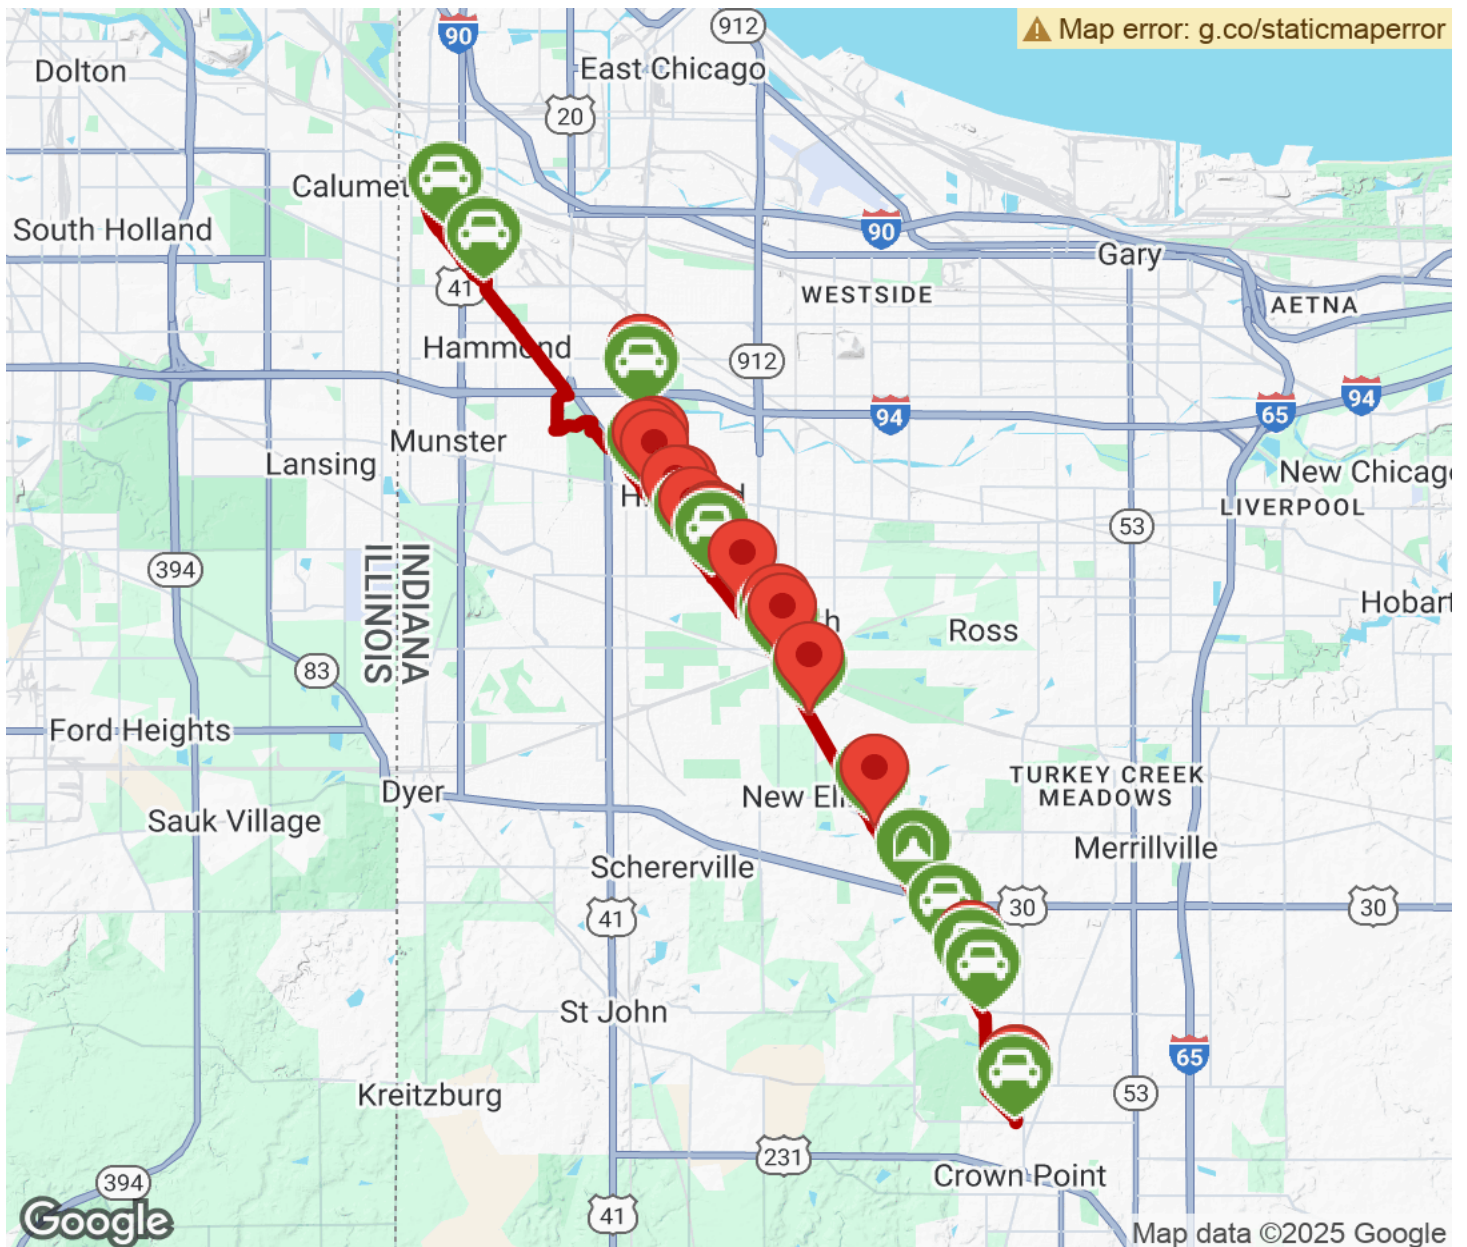 Map error: g.co/staticmaperror
90
912
Dolton
East Chicago
20
Calumet
South Holland
90
Gary
41
WESTSIDE
AETNA
Hammond
912
94
65
94
Munster
Lansing
New Chicago
LIVERPOOL
53
394
INDIANA
ILLINOIS
Hobart
Ross
83
Ford Heights
TURKEY CREEK
MEADOWS
Dyer
New Ell
Sauk Village
Merrillville
Schererville
30
30
41
St John
65
Kreitzburg
53
231
Crown Point
394
41
Google
Map data ©2025 Google